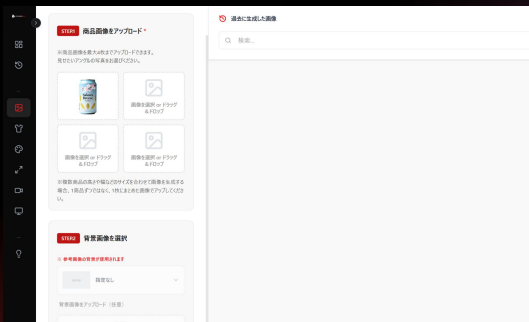 STEP1 商品画像をアップロード *
※商品画像を最大4枚までアップロードできます。
見せたいアングルの写真をお選びください。
画像を選択 or ドラッグ
& ドロップ
画像を選択 or ドラッグ
& ドロップ
画像を選択 or ドラッグ
& ドロップ
※複数商品の高さや幅などのサイズを合わせて画像を生成する
場合、1商品ずつではなく、1枚にまとめた画像でアップしてくださ
い。
STEP2 背景画像を選択
※ 参考画像の背景が使用されます
指定なし
背景画像をアップロード（任意）
過去に生成した画像
検索...